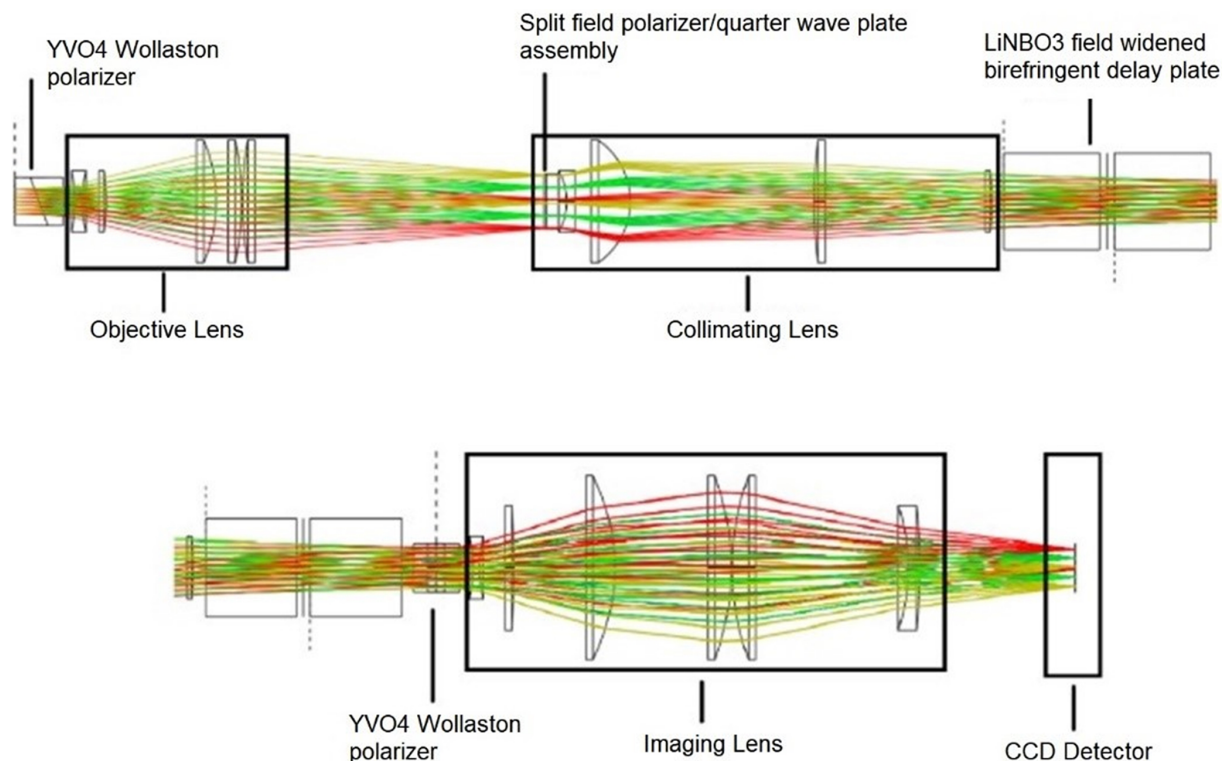 Split field polarizer/quarter wave plate
assembly
YVO4 Wollaston
polarizer
LiNBO3 field widened
birefringent delay plate
Objective Lens
Collimating Lens
YVO4 Wollaston
polarizer
Imaging Lens
CCD Detector